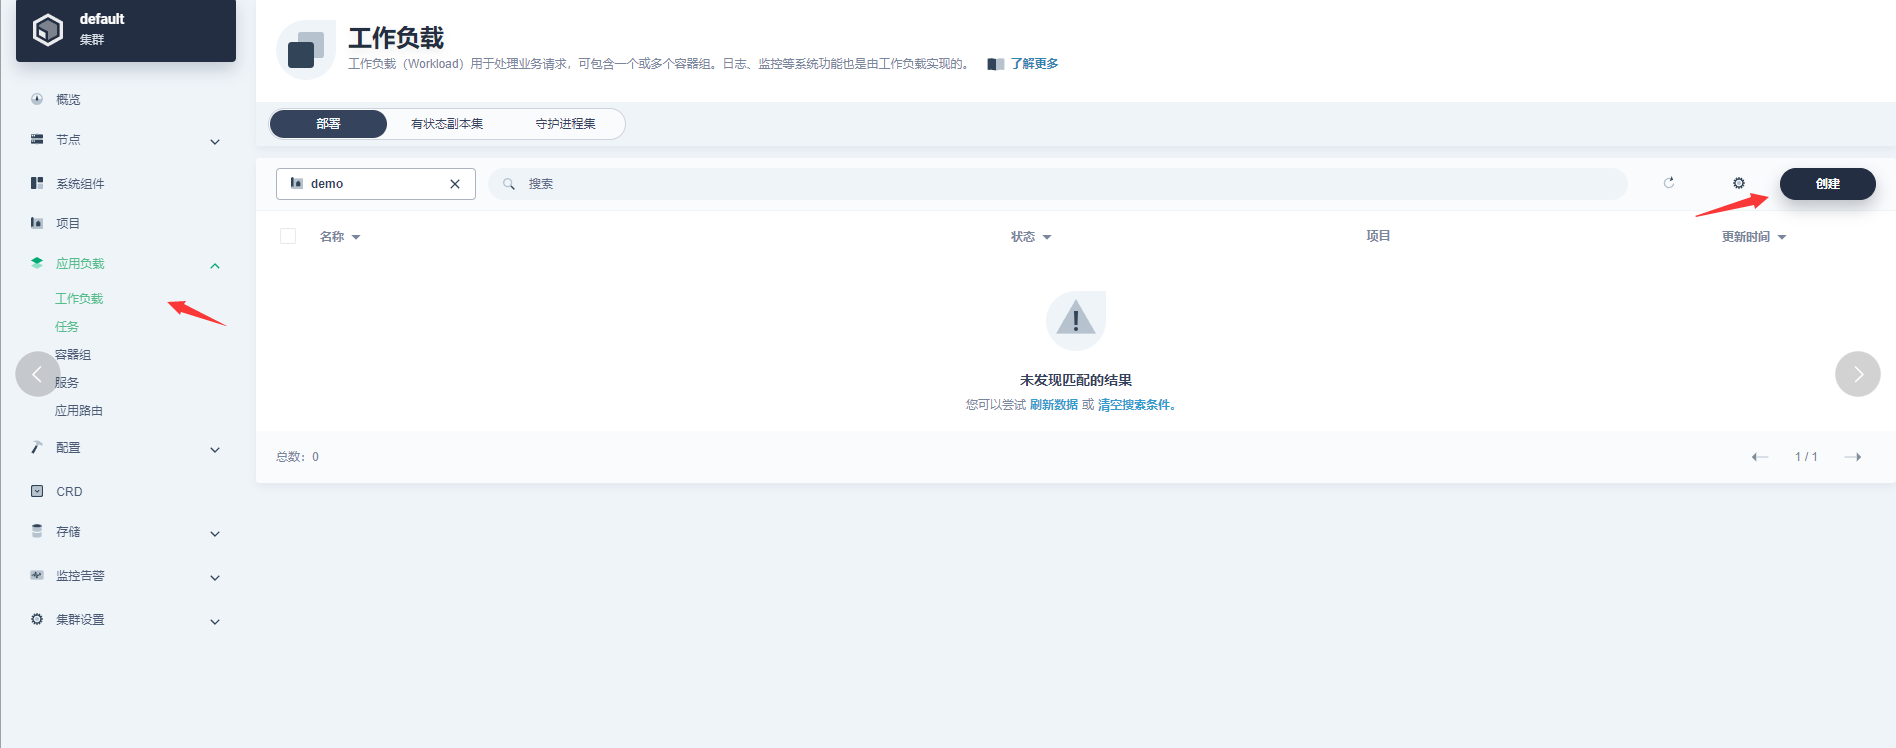 default
集群
概览
节点
系统组件
项目
应用负载
工作负载
任务
容器组
服务
应用路由
配置
CRD
存储
监控告警
集群设置
工作负载
工作负载（Workload）用于处理业务请求，可包含一个或多个容器组。日志、监控等系统功能也是由工作负载实现的。 了解更多
部署 有状态副本集 守护进程集
demo 搜索 创建
名称 状态 项目 更新时间
未发现匹配的结果
您可以尝试 刷新数据 或 清空搜索条件。
总数：0 1 / 1